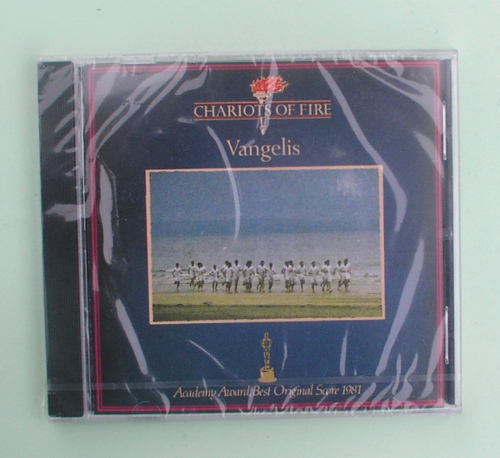 CHARIOTS OF FIRE
Vangelis
Academy Award Best Original Score 1981